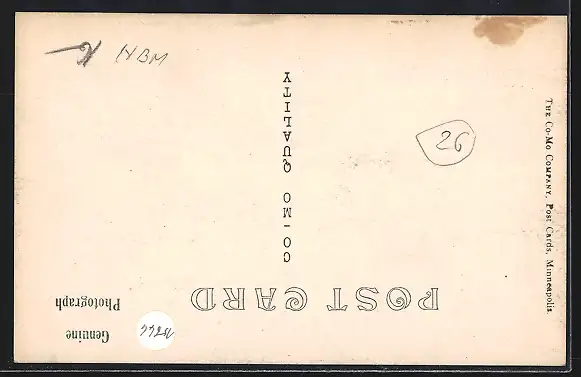 HBM
26
THE CO-MO COMPANY, Post Cards, Minneapolis.
CO-MO QUALITY
POST CARD
Genuine
Photograph